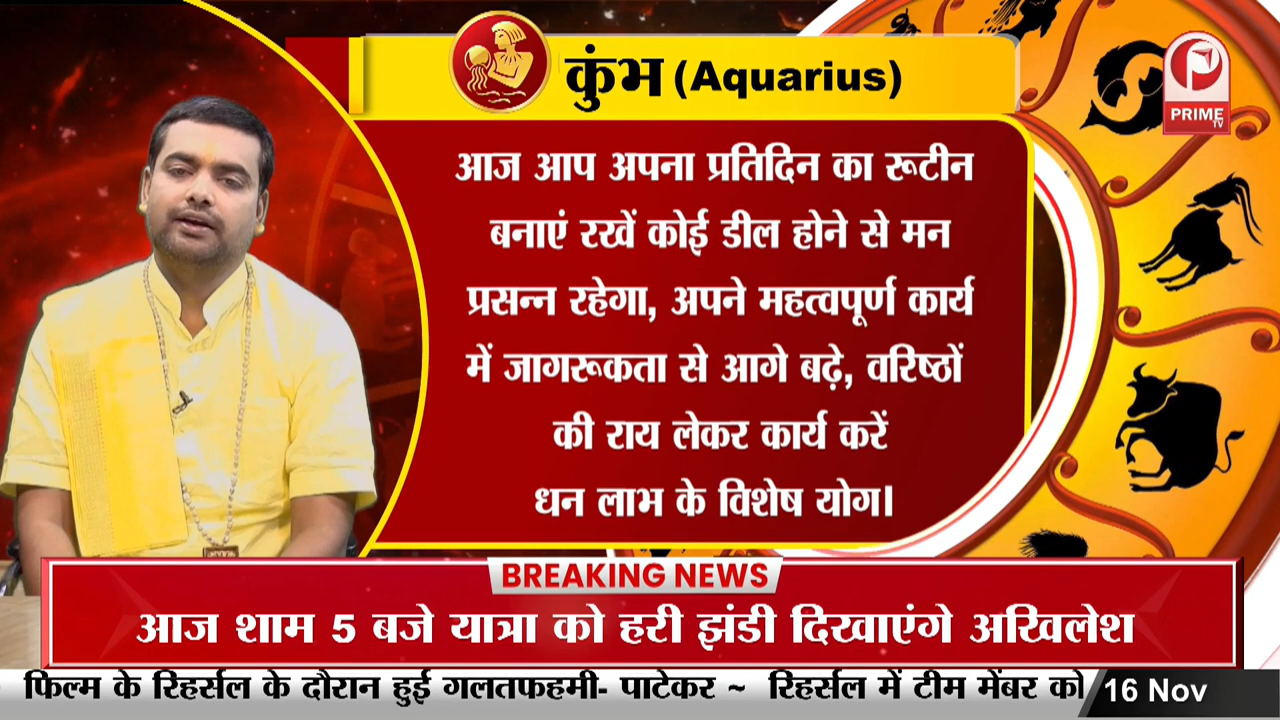 कुंभ (Aquarius)
PRIME
TV
आज आप अपना प्रतिदिन का रूटीन
बनाएं रखें कोई डील होने से मन
प्रसन्न रहेगा, अपने महत्वपूर्ण कार्य
में जागरूकता से आगे बढ़े, वरिष्ठों
की राय लेकर कार्य करें
धन लाभ के विशेष योग।
BREAKING NEWS
आज शाम 5 बजे यात्रा को हरी झंडी दिखाएंगे अखिलेश
फिल्म के रिहर्सल के दौरान हुई गलतफहमी- पाटेकर ~ रिहर्सल में टीम मेंबर को
16 Nov